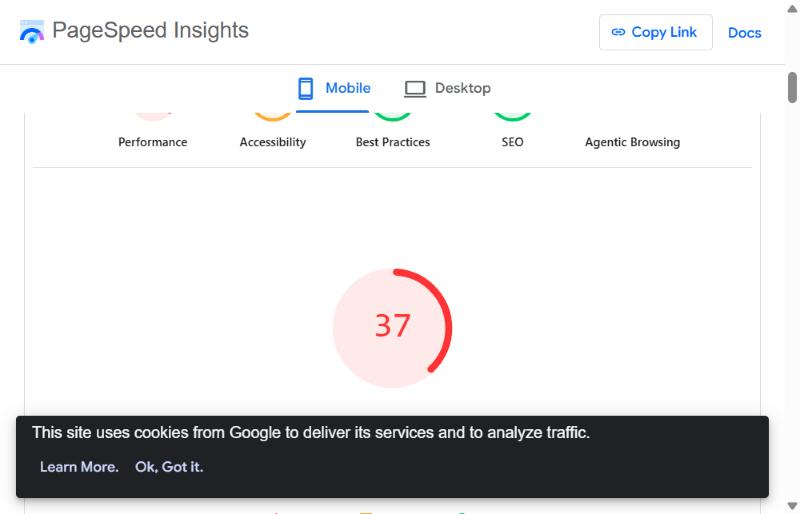 PageSpeed Insights
Copy Link
Docs
Mobile
Desktop
Performance
Accessibility
Best Practices
SEO
Agentic Browsing
37
This site uses cookies from Google to deliver its services and to analyze traffic.
Learn More.
Ok, Got it.